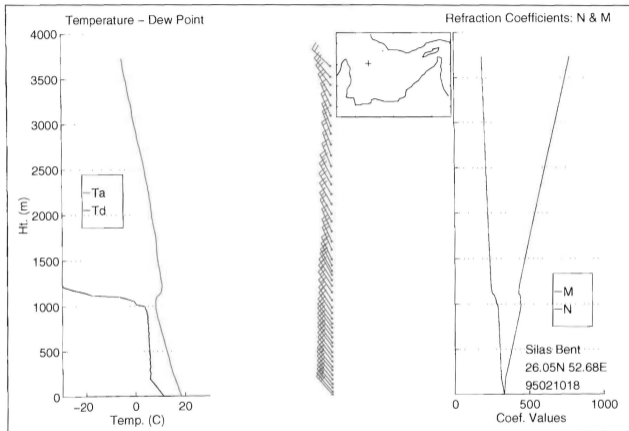 Temperature – Dew Point
Refraction Coefficients: N & M
4000
3500
3000
2500
2000
1500
1000
500
0
Ht. (m)
Ta
Td
−20
0
20
Temp. (C)
M
N
Silas Bent
26.05N 52.68E
95021018
0
500
1000
Coef. Values